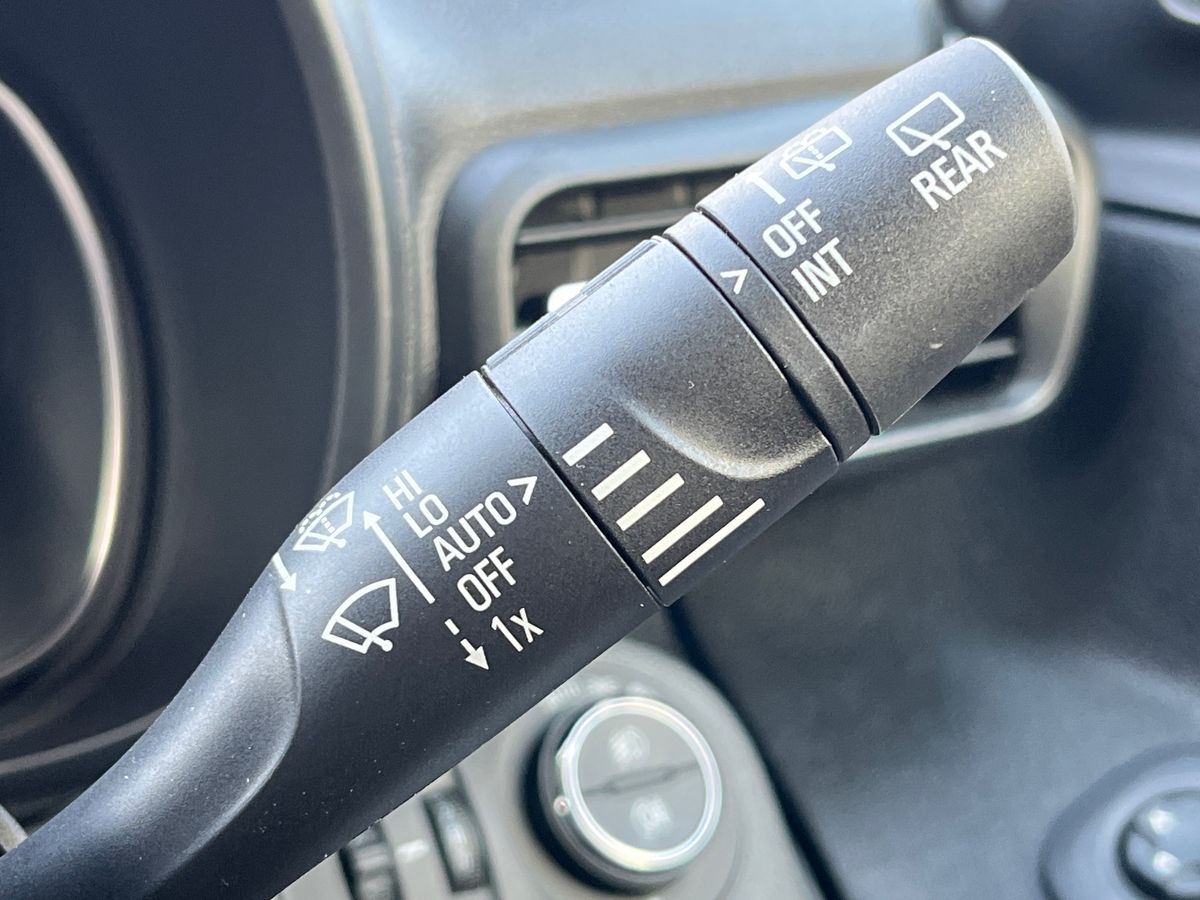 REAR
OFF
INT
HI
LO
AUTO
OFF
1x